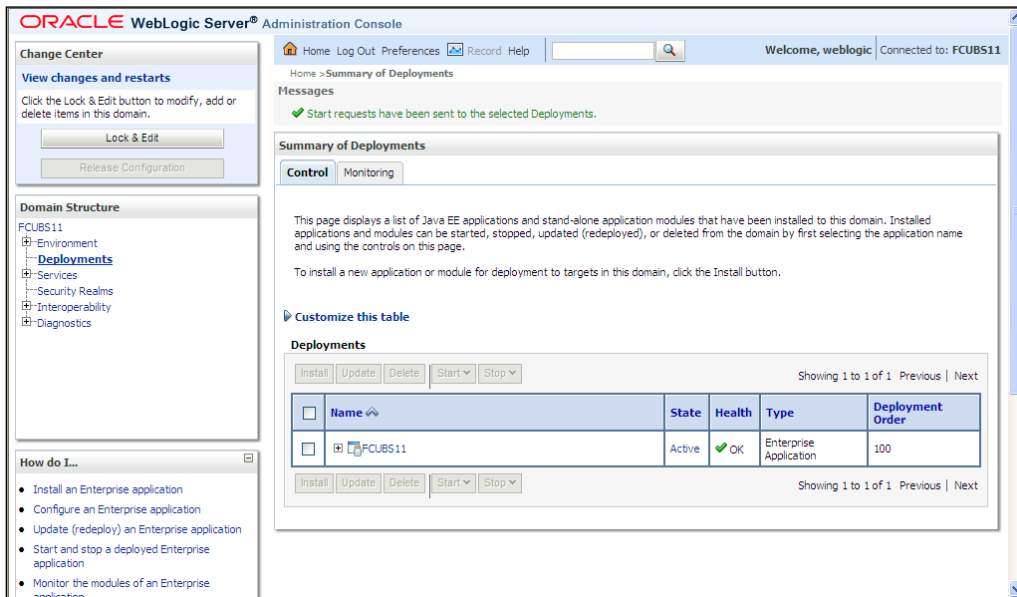 ORACLE WebLogic Server® Administration Console
Change Center
View changes and restarts
Click the Lock & Edit button to modify, add or
delete items in this domain.
Lock & Edit
Release Configuration
Domain Structure
FCUBS11
Environment
Deployments
Services
Security Realms
Interoperability
Diagnostics
How do I...
Install an Enterprise application
Configure an Enterprise application
Update (redeploy) an Enterprise application
Start and stop a deployed Enterprise
application
Monitor the modules of an Enterprise
application
Home Log Out Preferences Record Help
Welcome, weblogic Connected to: FCUBS11
Home >Summary of Deployments
Messages
Start requests have been sent to the selected Deployments.
Summary of Deployments
Control Monitoring
This page displays a list of Java EE applications and stand-alone application modules that have been installed to this domain. Installed
applications and modules can be started, stopped, updated (redeployed), or deleted from the domain by first selecting the application name
and using the controls on this page.
To install a new application or module for deployment to targets in this domain, click the Install button.
Customize this table
Deployments
Install Update Delete Start Stop Showing 1 to 1 of 1 Previous | Next
Name State Health Type Deployment
Order
FCUBS11 Active OK Enterprise
Application 100
Install Update Delete Start Stop Showing 1 to 1 of 1 Previous | Next